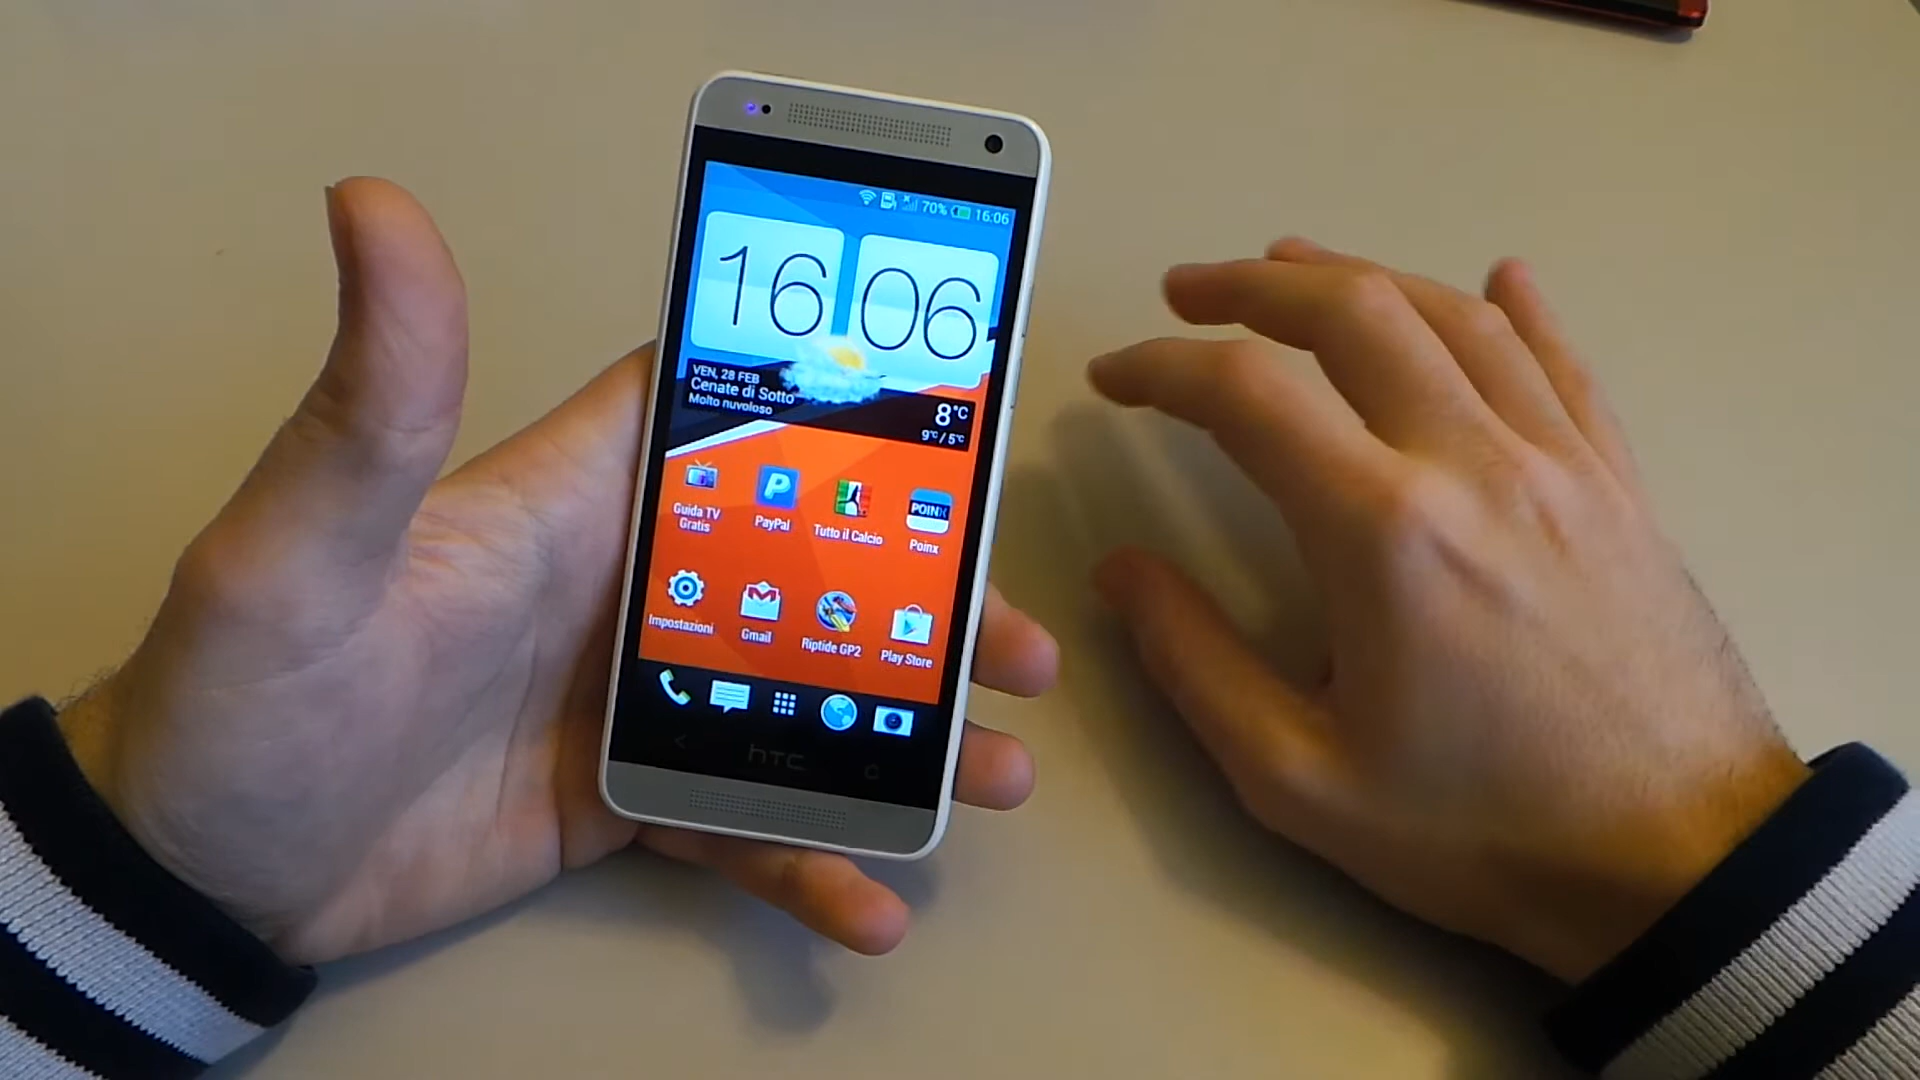 70% 16:06
16 06
VEN, 28 FEB
Cenate di Sotto
Molto nuvoloso
8°C
9°C / 5°C
Guida TV
Gratis
PayPal
Tutto il Calcio
POINX
Poinx
Impostazioni
Gmail
Riptide GP2
Play Store
hTC